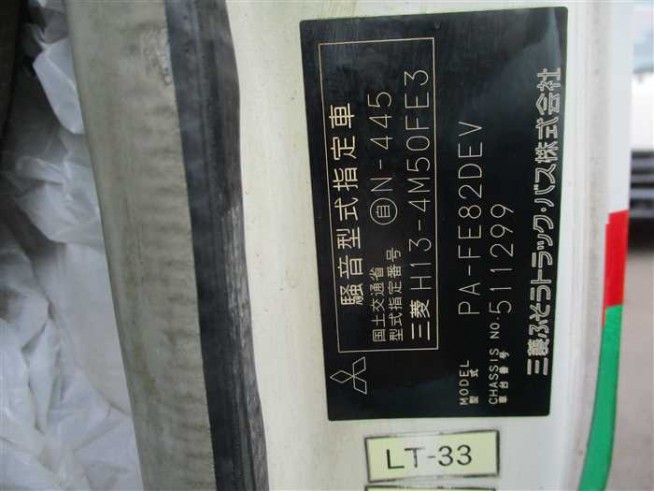 騒音型式指定車
国土交通省
型式指定番号 自N-445
三菱 H13-4M50FE3
MODEL
型式 PA-FE82DEV
CHASSIS NO.
車台番号 511299
三菱ふそうトラック・バス株式会社
LT-33